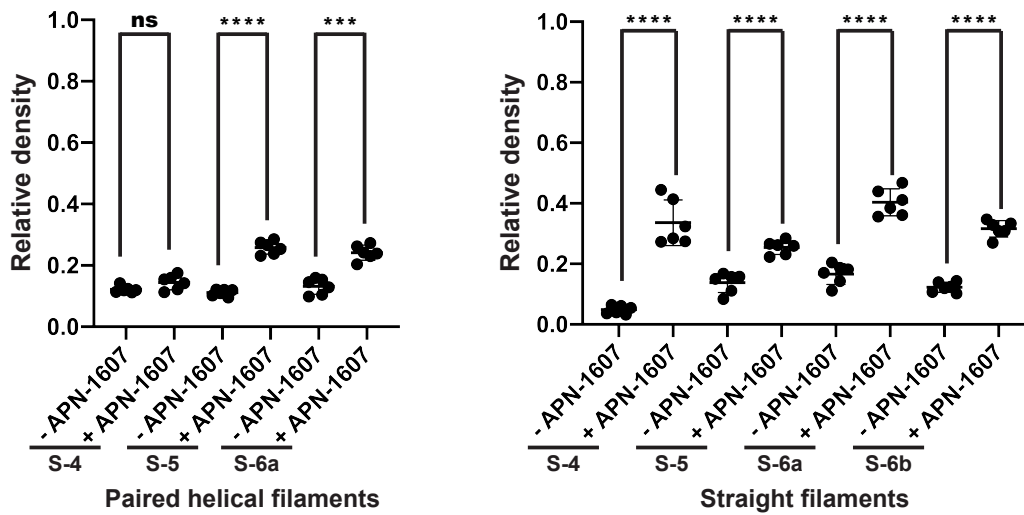 Relative density
1.0
0.8
0.6
0.4
0.2
0.0
ns
****
***
- APN-1607
+ APN-1607
- APN-1607
+ APN-1607
- APN-1607
+ APN-1607
S-4
S-5
S-6a
Paired helical filaments
Relative density
1.0
0.8
0.6
0.4
0.2
0.0
****
****
****
****
- APN-1607
+ APN-1607
- APN-1607
+ APN-1607
- APN-1607
+ APN-1607
- APN-1607
+ APN-1607
S-4
S-5
S-6a
S-6b
Straight filaments